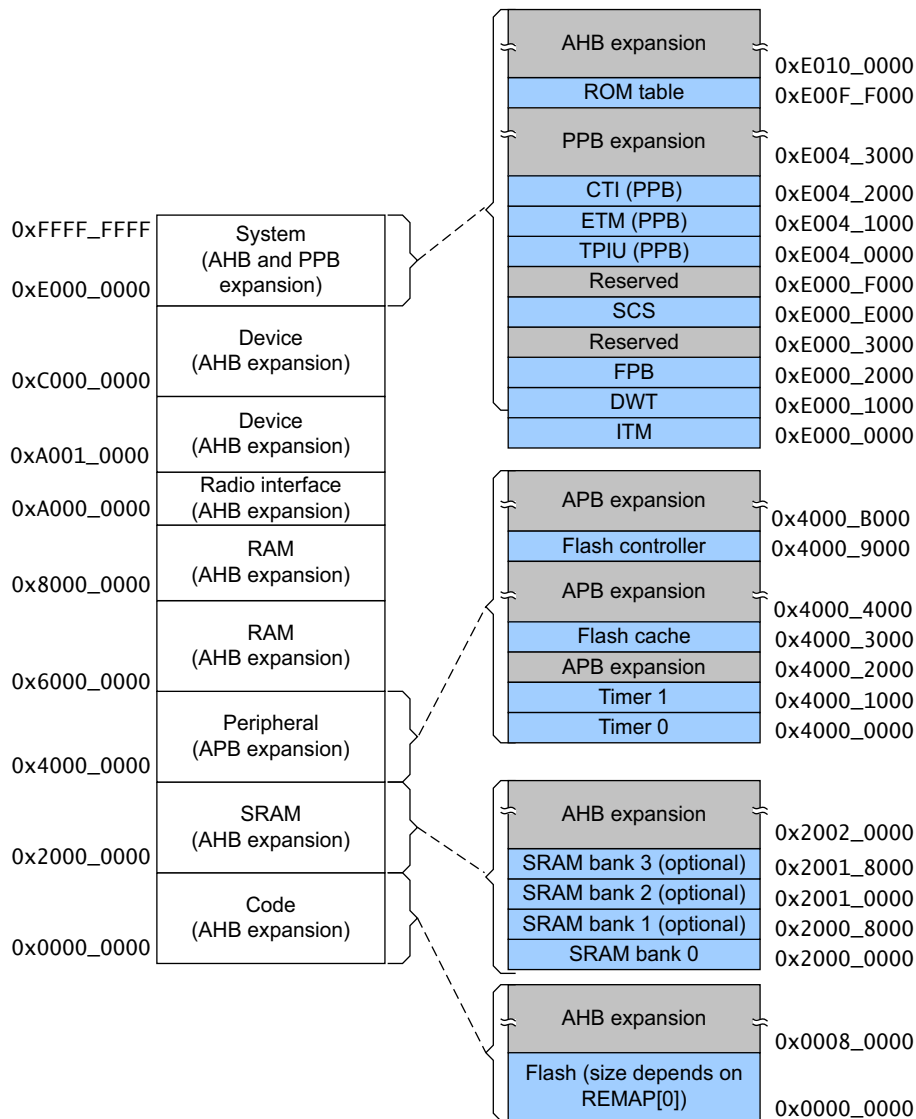 0xFFFF_FFFF
System
(AHB and PPB
expansion)
0xE000_0000
Device
(AHB expansion)
0xC000_0000
Device
(AHB expansion)
0xA001_0000
Radio interface
(AHB expansion)
0xA000_0000
RAM
(AHB expansion)
0x8000_0000
RAM
(AHB expansion)
0x6000_0000
Peripheral
(APB expansion)
0x4000_0000
SRAM
(AHB expansion)
0x2000_0000
Code
(AHB expansion)
0x0000_0000
AHB expansion
0xE010_0000
ROM table
0xE00F_F000
PPB expansion
0xE004_3000
CTI (PPB)
0xE004_2000
ETM (PPB)
0xE004_1000
TPIU (PPB)
0xE004_0000
Reserved
0xE000_F000
SCS
0xE000_E000
Reserved
0xE000_3000
FPB
0xE000_2000
DWT
0xE000_1000
ITM
0xE000_0000
APB expansion
0x4000_B000
Flash controller
0x4000_9000
APB expansion
0x4000_4000
Flash cache
0x4000_3000
APB expansion
0x4000_2000
Timer 1
0x4000_1000
Timer 0
0x4000_0000
AHB expansion
0x2002_0000
SRAM bank 3 (optional)
0x2001_8000
SRAM bank 2 (optional)
0x2001_0000
SRAM bank 1 (optional)
0x2000_8000
SRAM bank 0
0x2000_0000
AHB expansion
0x0008_0000
Flash (size depends on
REMAP[0])
0x0000_0000